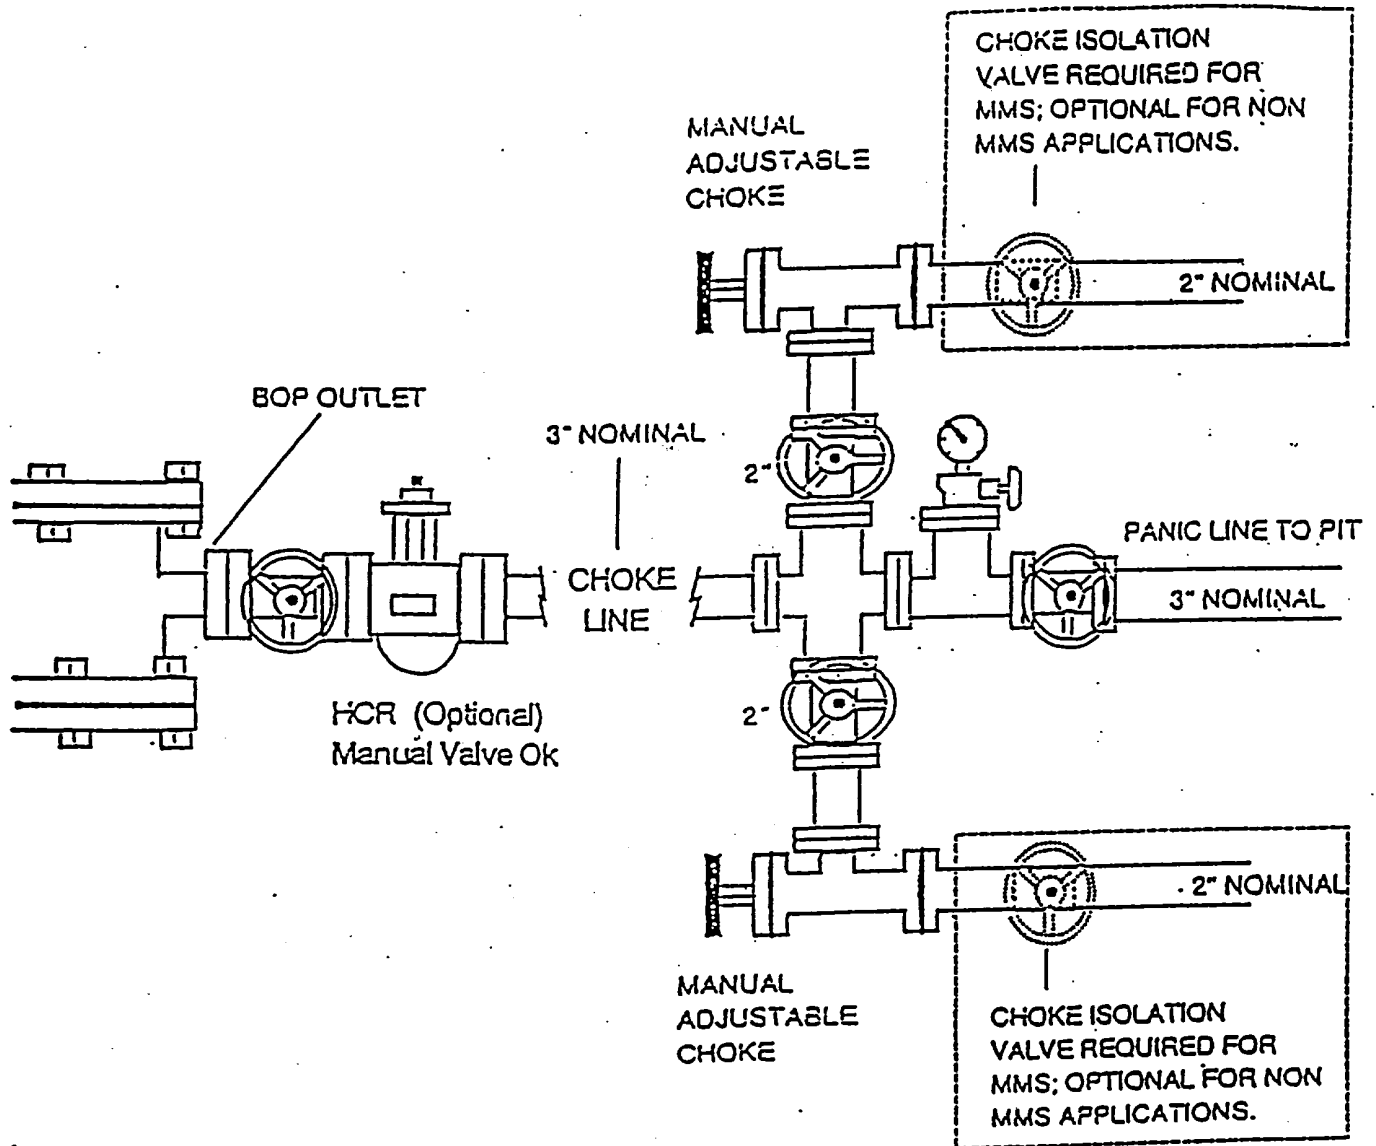 CHOKE ISOLATION
VALVE REQUIRED FOR
MMS; OPTIONAL FOR NON
MMS APPLICATIONS.
MANUAL
ADJUSTABLE
CHOKE
2" NOMINAL
BOP OUTLET
3" NOMINAL
2"
PANIC LINE TO PIT
CHOKE
LINE
3" NOMINAL
2"
HCR (Optional)
Manual Valve Ok
2" NOMINAL
MANUAL
ADJUSTABLE
CHOKE
CHOKE ISOLATION
VALVE REQUIRED FOR
MMS; OPTIONAL FOR NON
MMS APPLICATIONS.